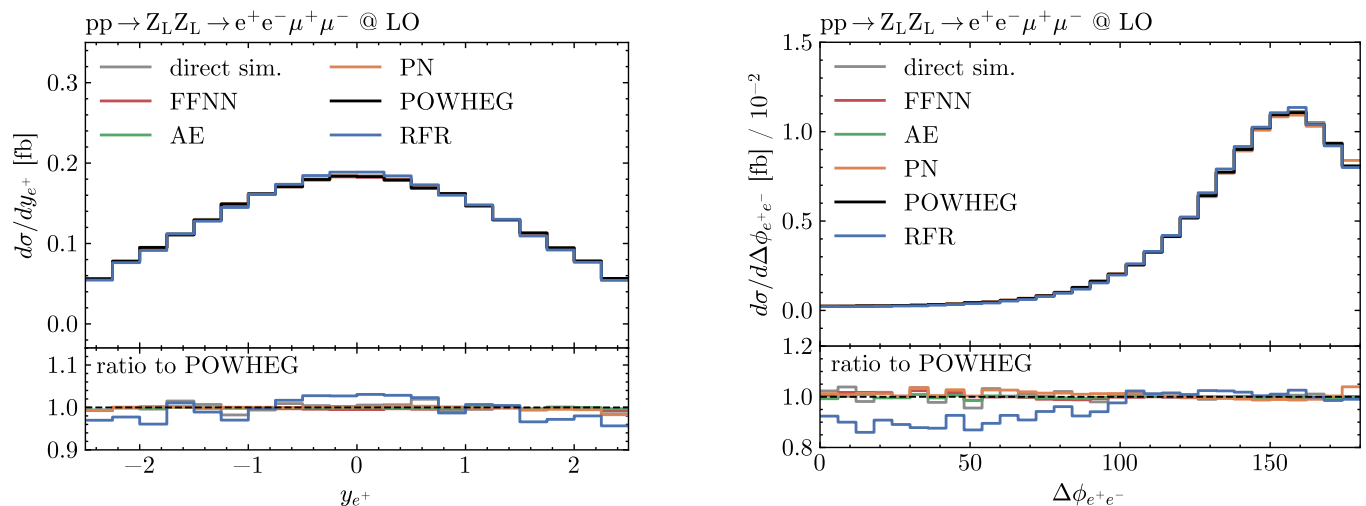 pp → Z_L Z_L → e⁺e⁻μ⁺μ⁻ @ LO
dσ/dy_{e⁺} [fb]
0.3
0.2
0.1
0.0
direct sim.
FFNN
AE
PN
POWHEG
RFR
ratio to POWHEG
1.1
1.0
0.9
−2
−1
0
1
2
y_{e⁺}
pp → Z_L Z_L → e⁺e⁻μ⁺μ⁻ @ LO
dσ/dΔϕ_{e⁺e⁻} [fb] / 10⁻²
1.5
1.0
0.5
0.0
direct sim.
FFNN
AE
PN
POWHEG
RFR
ratio to POWHEG
1.2
1.0
0.8
0
50
100
150
Δϕ_{e⁺e⁻}